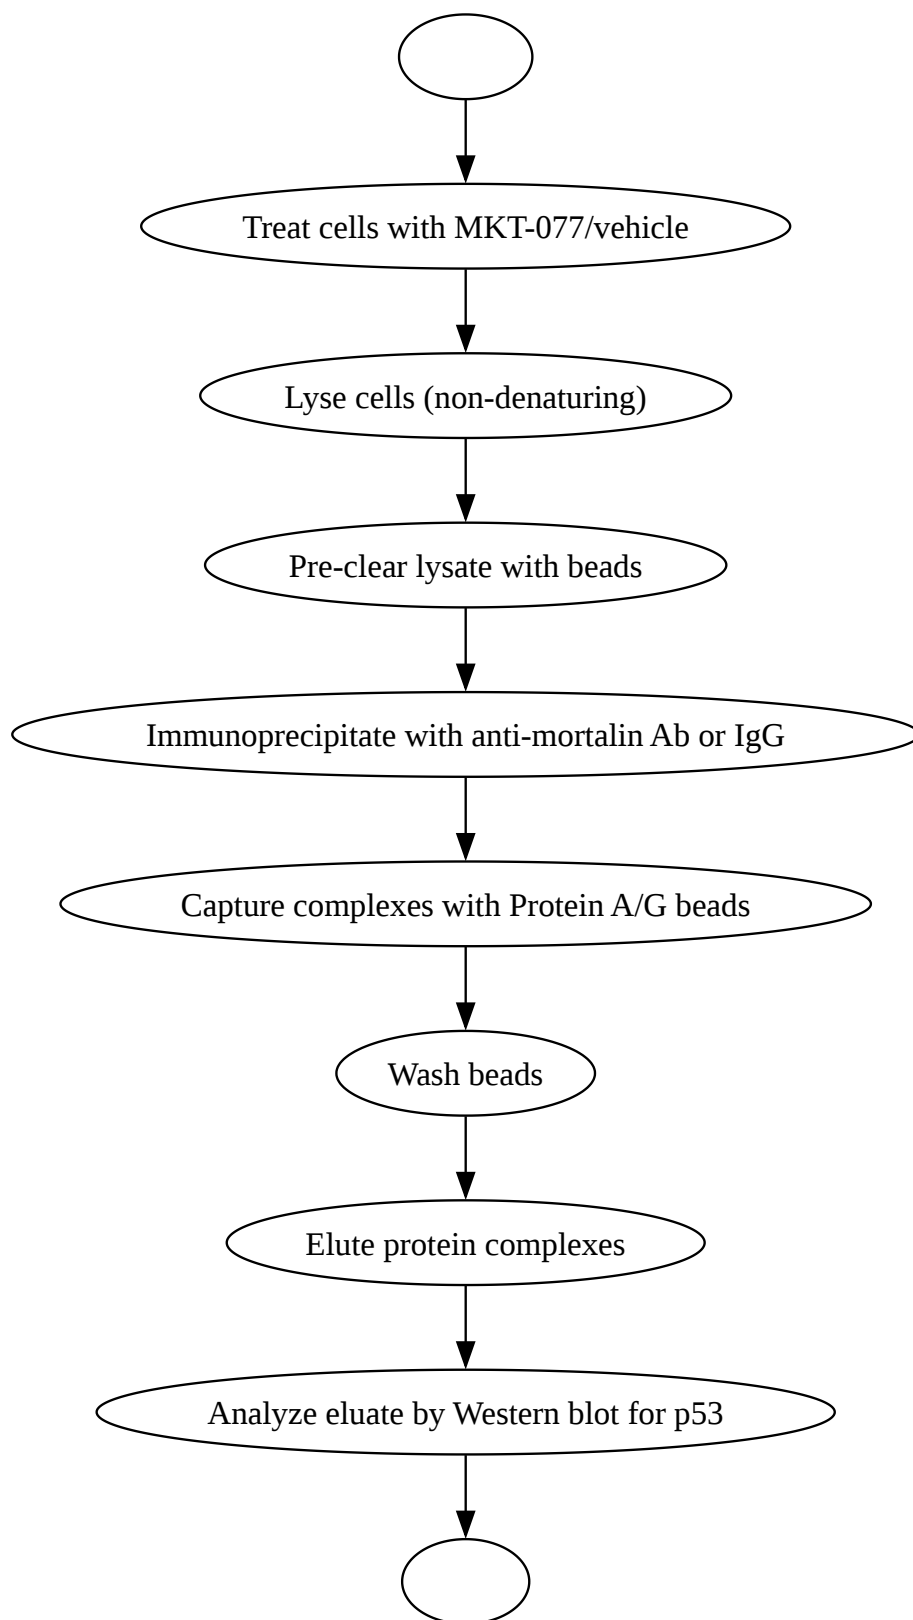 Treat cells with MKT-077/vehicle
Lyse cells (non-denaturing)
Pre-clear lysate with beads
Immunoprecipitate with anti-mortalin Ab or IgG
Capture complexes with Protein A/G beads
Wash beads
Elute protein complexes
Analyze eluate by Western blot for p53